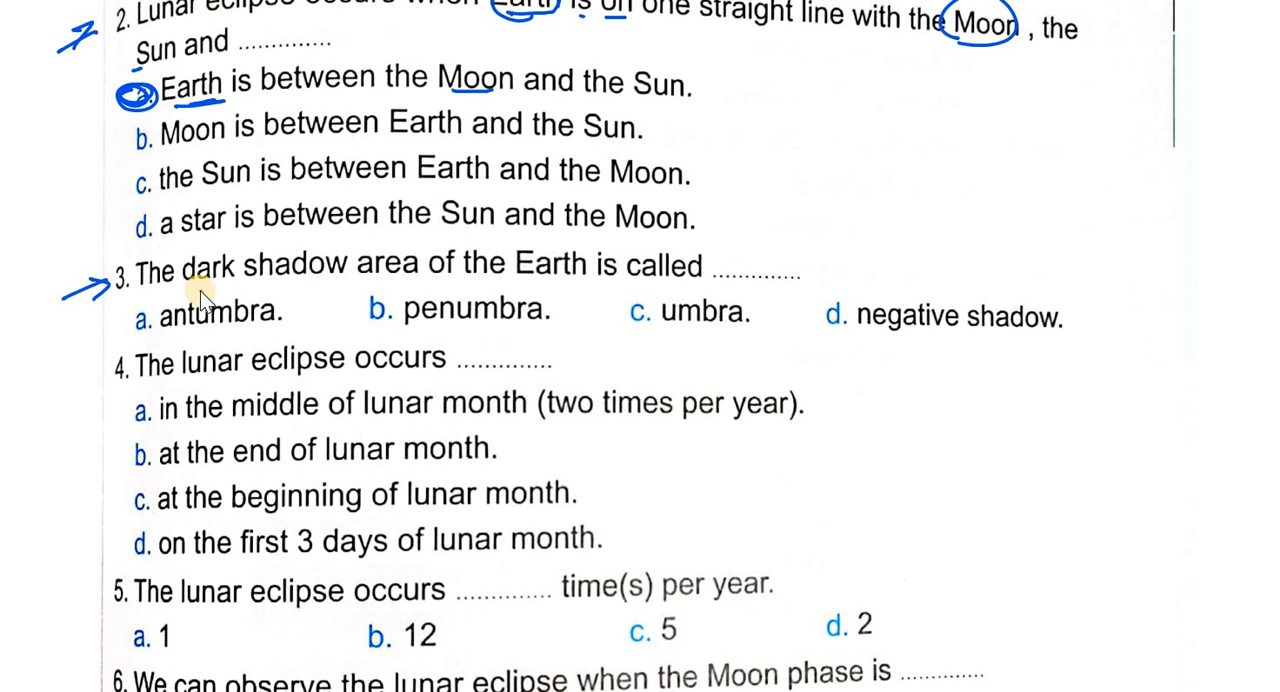 2. Lunar eclipse occurs when Earth is on one straight line with the Moon , the
Sun and ..............
a. Earth is between the Moon and the Sun.
b. Moon is between Earth and the Sun.
c. the Sun is between Earth and the Moon.
d. a star is between the Sun and the Moon.
3. The dark shadow area of the Earth is called ..............
a. antumbra. b. penumbra. c. umbra. d. negative shadow.
4. The lunar eclipse occurs ..............
a. in the middle of lunar month (two times per year).
b. at the end of lunar month.
c. at the beginning of lunar month.
d. on the first 3 days of lunar month.
5. The lunar eclipse occurs .............. time(s) per year.
a. 1 b. 12 c. 5 d. 2
6. We can observe the lunar eclipse when the Moon phase is ..............